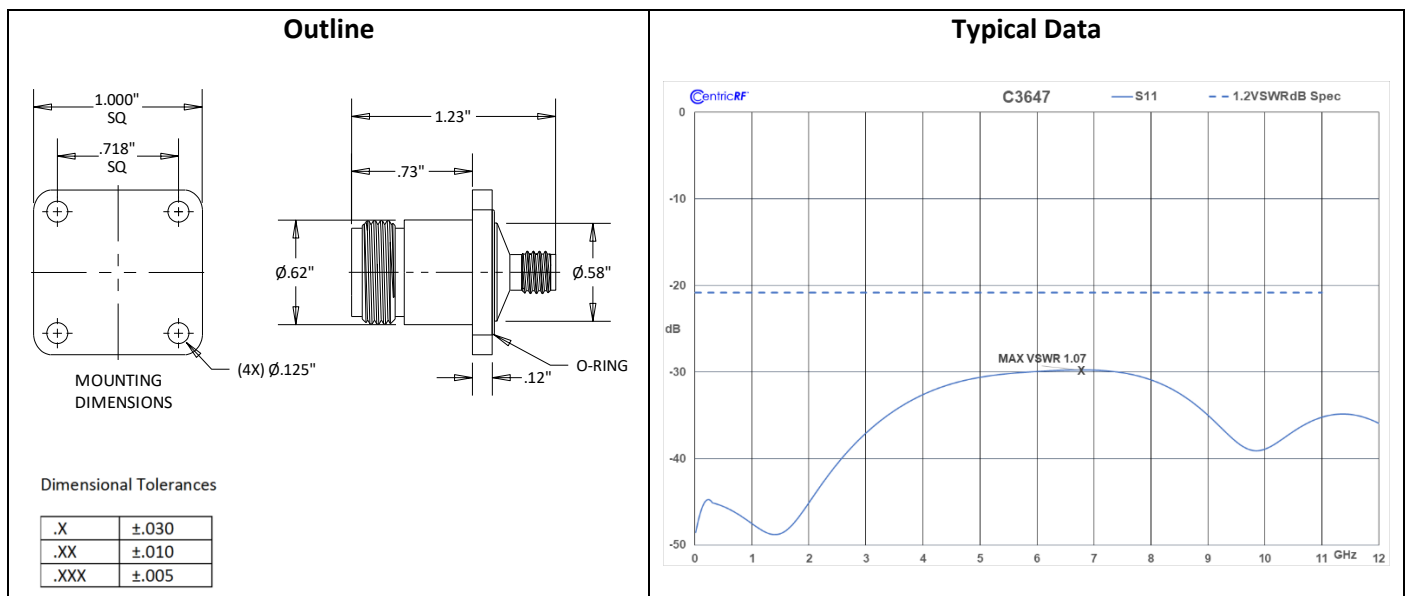 Outline
1.000"
SQ
.718"
SQ
(4X) Ø.125"
MOUNTING
DIMENSIONS
1.23"
.73"
Ø.62"
Ø.58"
O-RING
.12"
Dimensional Tolerances
.X ±.030
.XX ±.010
.XXX ±.005
Typical Data
CentricRF C3647 S11 1.2VSWRdB Spec
0
-10
-20
dB
MAX VSWR 1.07
X
-30
-40
-50
0 1 2 3 4 5 6 7 8 9 10 11 GHz 12